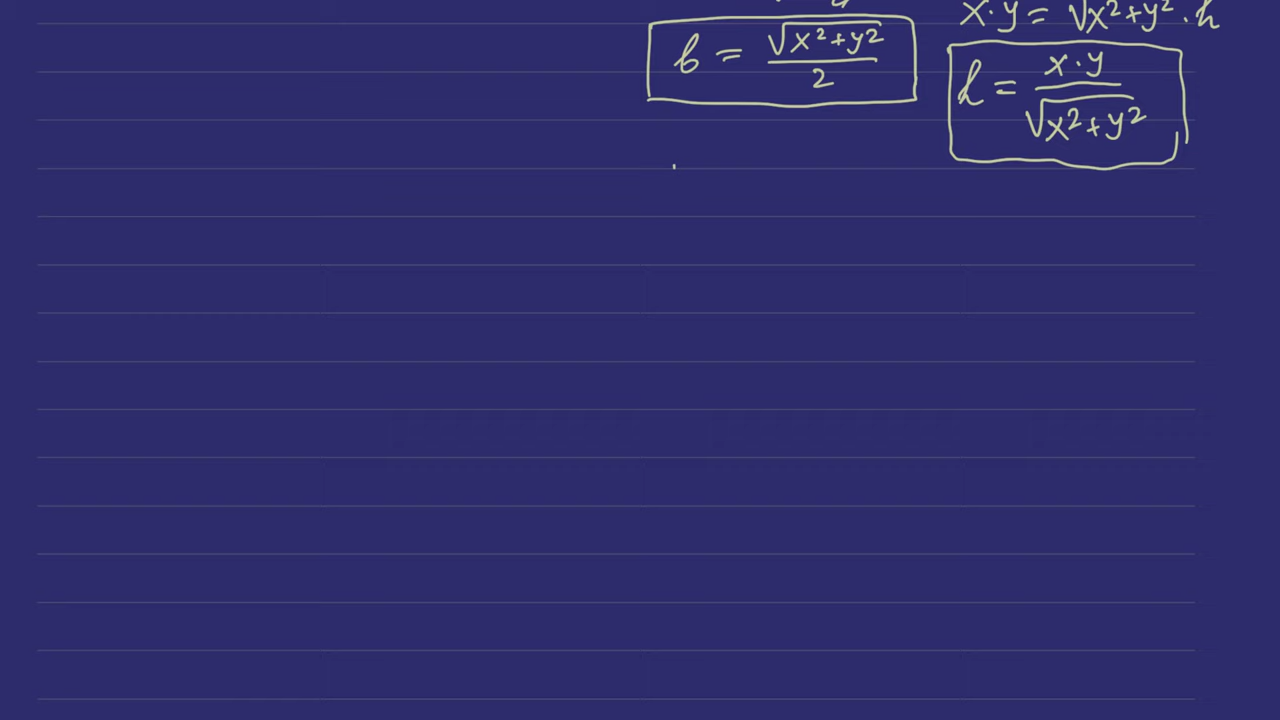 x·y = √x²+y² · h
b = √x²+y² / 2
h = x·y / √x²+y²